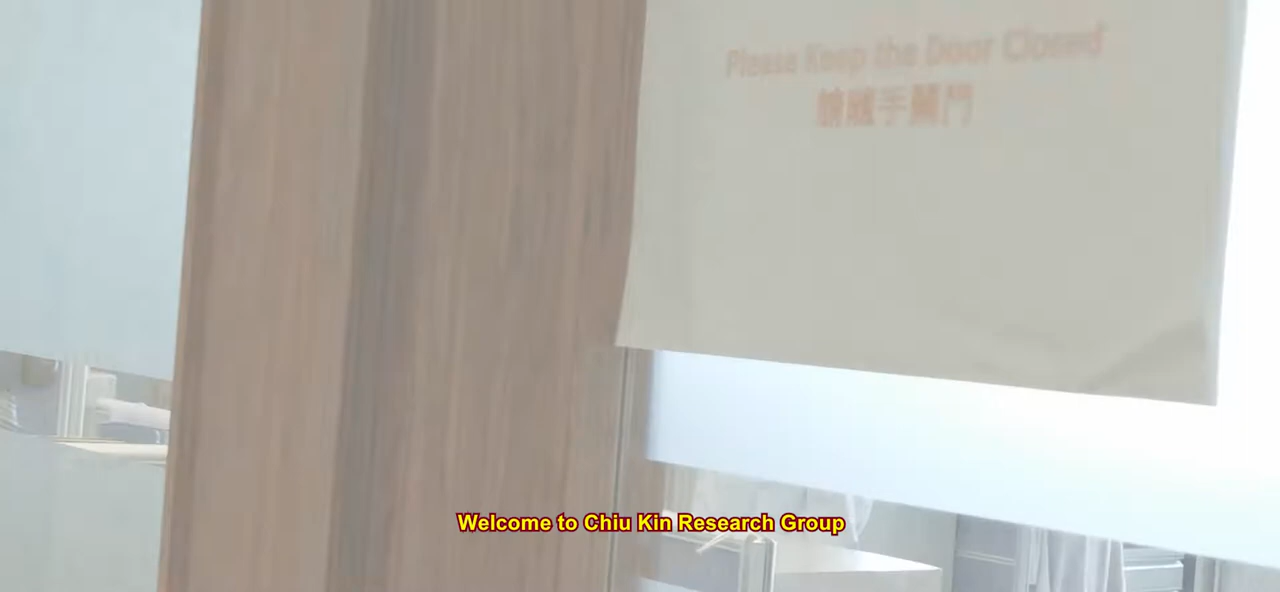 Please Keep the Door Closed
請隨手關門
Welcome to Chiu Kin Research Group